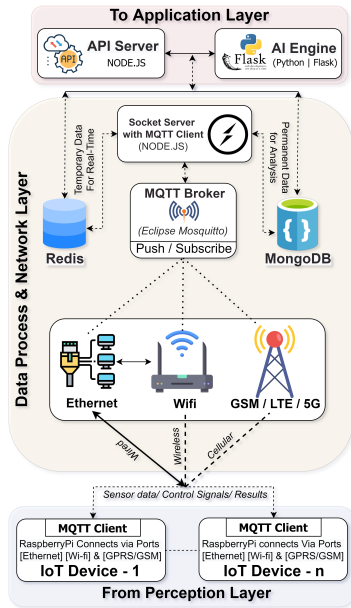 To Application Layer
API
API Server
NODE.JS
Flask
AI Engine
(Python | Flask)
Data Process & Network Layer
Temporary Data
For Real-Time
Socket Server
with MQTT Client
(NODE.JS)
Permanent Data
for Analysis
Redis
MQTT Broker
(Eclipse Mosquitto)
Push / Subscribe
MongoDB
Ethernet
Wifi
GSM / LTE / 5G
Wired
Wireless
Cellular
Sensor data/ Control Signals/ Results
MQTT Client
RaspberryPi Connects via Ports
[Ethernet] [Wi-fi] & [GPRS/GSM]
IoT Device - 1
MQTT Client
RaspberryPi connects Via Ports
[Ethernet] [Wi-fi] & [GPRS/GSM]
IoT Device - n
From Perception Layer